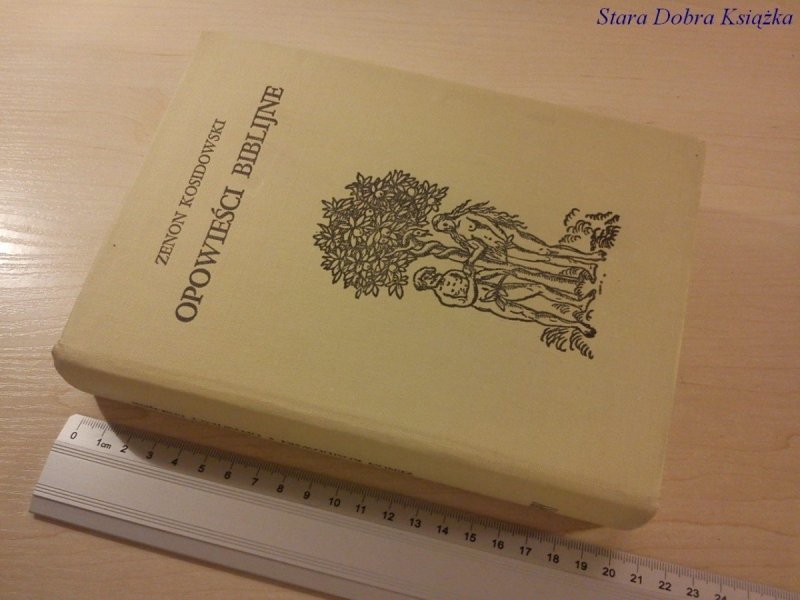 Stara Dobra Książka
ZENON KOSIDOWSKI
OPOWIEŚCI BIBLIJNE
0 1cm 2 3 4 5 6 7 8 9 10 11 12 13 14 15 16 17 18 19 20 21 22 23 24